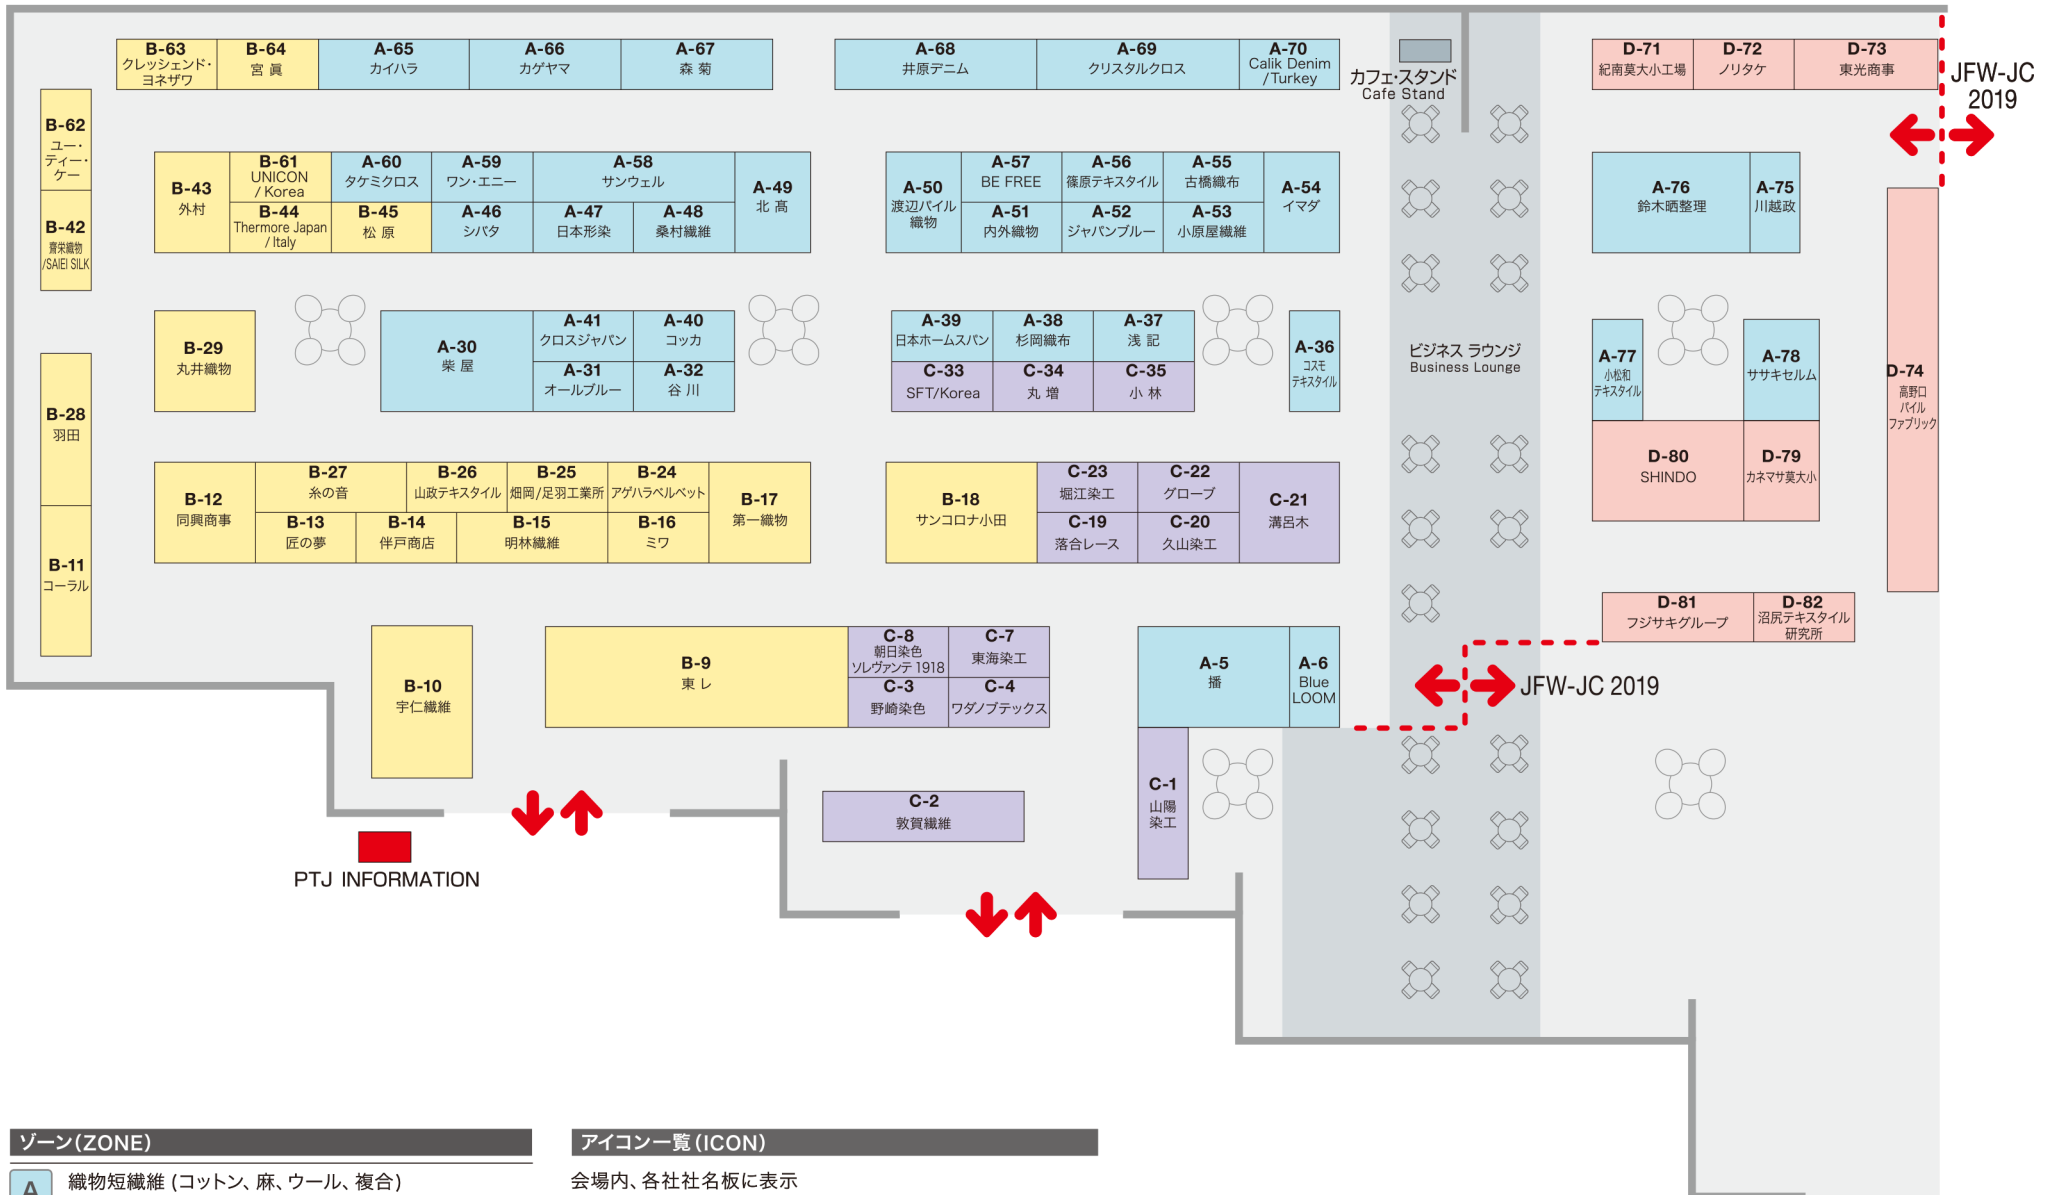 B-63
クレッシェンド・
ヨネザワ
B-64
宮 眞
A-65
カイハラ
A-66
カゲヤマ
A-67
森 菊
A-68
井原デニム
A-69
クリスタルクロス
A-70
Calik Denim
/Turkey
カフェ・スタンド
Cafe Stand
D-71
紀南莫大小工場
D-72
ノリタケ
D-73
東光商事
JFW-JC
2019
B-62
ユー・
ティー・
ケー
B-42
齋栄織物
/SAIEI SILK
B-43
外村
B-61
UNICON
/ Korea
A-60
タケミクロス
A-59
ワン・エニー
A-58
サンウェル
A-49
北 髙
B-44
Thermore Japan
/ Italy
B-45
松 原
A-46
シバタ
A-47
日本形染
A-48
桑村繊維
A-50
渡辺パイル
織物
A-57
BE FREE
A-56
篠原テキスタイル
A-55
古橋織布
A-54
イマダ
A-51
内外織物
A-52
ジャパンブルー
A-53
小原屋繊維
A-76
鈴木晒整理
A-75
川越政
B-29
丸井織物
A-30
柴 屋
A-41
クロスジャパン
A-40
コッカ
A-31
オールブルー
A-32
谷 川
A-39
日本ホームスパン
A-38
杉岡織布
A-37
浅 記
C-33
SFT/Korea
C-34
丸 増
C-35
小 林
A-36
コスモ
テキスタイル
ビジネス ラウンジ
Business Lounge
A-77
小松和
テキスタイル
A-78
ササキセルム
D-74
高野口
パイル
ファブリック
B-28
羽田
B-11
コーラル
B-12
同興商事
B-27
糸の音
B-26
山政テキスタイル
B-25
畑岡/足羽工業所
B-24
アゲハラベルベット
B-17
第一織物
B-13
匠の夢
B-14
伴戸商店
B-15
明林繊維
B-16
ミワ
B-18
サンコロナ小田
C-23
堀江染工
C-22
グローブ
C-21
溝呂木
C-19
落合レース
C-20
久山染工
D-80
SHINDO
D-79
カネマサ莫大小
D-81
フジサキグループ
D-82
沼尻テキスタイル
研究所
B-10
宇仁繊維
B-9
東 レ
C-8
朝日染色
ソレヴァンテ 1918
C-7
東海染工
C-3
野崎染色
C-4
ワダノブテックス
A-5
播
A-6
Blue
LOOM
JFW-JC 2019
C-1
山陽
染工
C-2
敦賀繊維
PTJ INFORMATION
ゾーン(ZONE)
A
織物短繊維 (コットン、麻、ウール、複合)
アイコン一覧(ICON)
会場内、各社社名板に表示